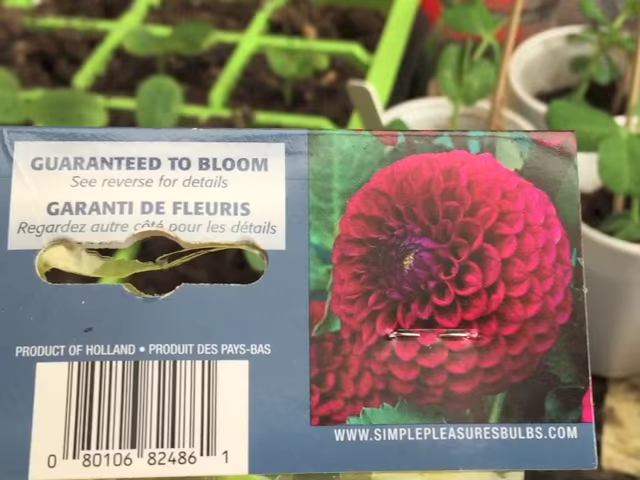 GUARANTEED TO BLOOM
See reverse for details
GARANTI DE FLEURIS
Regardez autre côté pour les détails
PRODUCT OF HOLLAND • PRODUIT DES PAYS-BAS
0 80106 82486 1
WWW.SIMPLEPLEASURESBULBS.COM